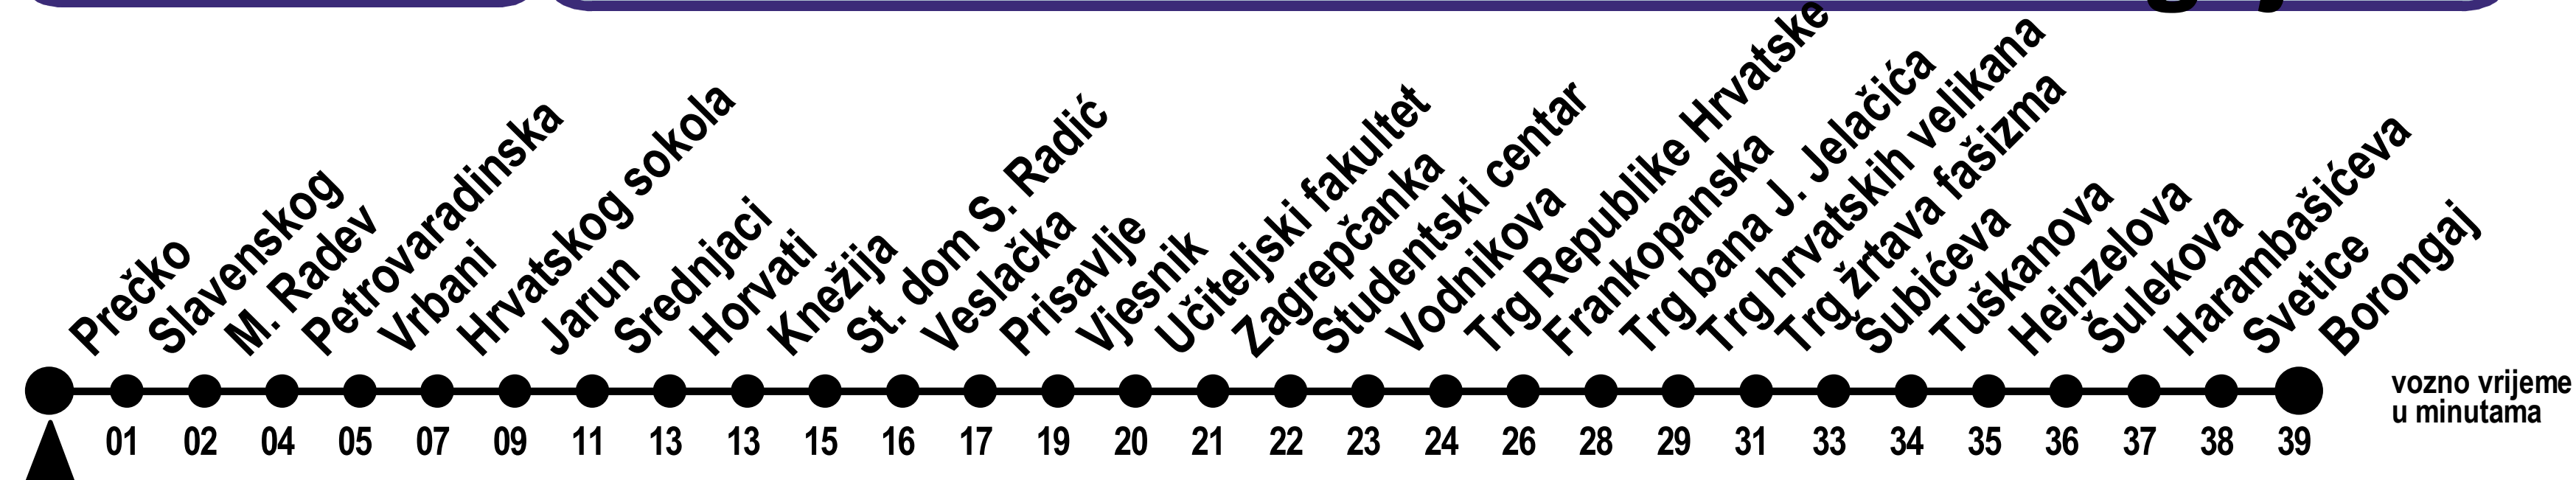 Prečko
Slavenskog
M. Radev
Petrovaradinska
Vrbani
Hrvatskog sokola
Jarun
Srednjaci
Horvati
Knežija
St. dom S. Radić
Veslačka
Prisavlje
Vjesnik
Učiteljski fakultet
Zagrepčanka
Studentski centar
Vodnikova
Trg Republike Hrvatske
Frankopanska
Trg bana J. Jelačića
Trg hrvatskih velikana
Trg žrtava fašizma
Šubićeva
Tuškanova
Heinzelova
Šulekova
Harambašićeva
Svetice
Borongaj
01 02 04 05 07 09 11 13 13 15 16 17 19 20 21 22 23 24 26 28 29 31 33 34 35 36 37 38 39
vozno vrijeme
u minutama